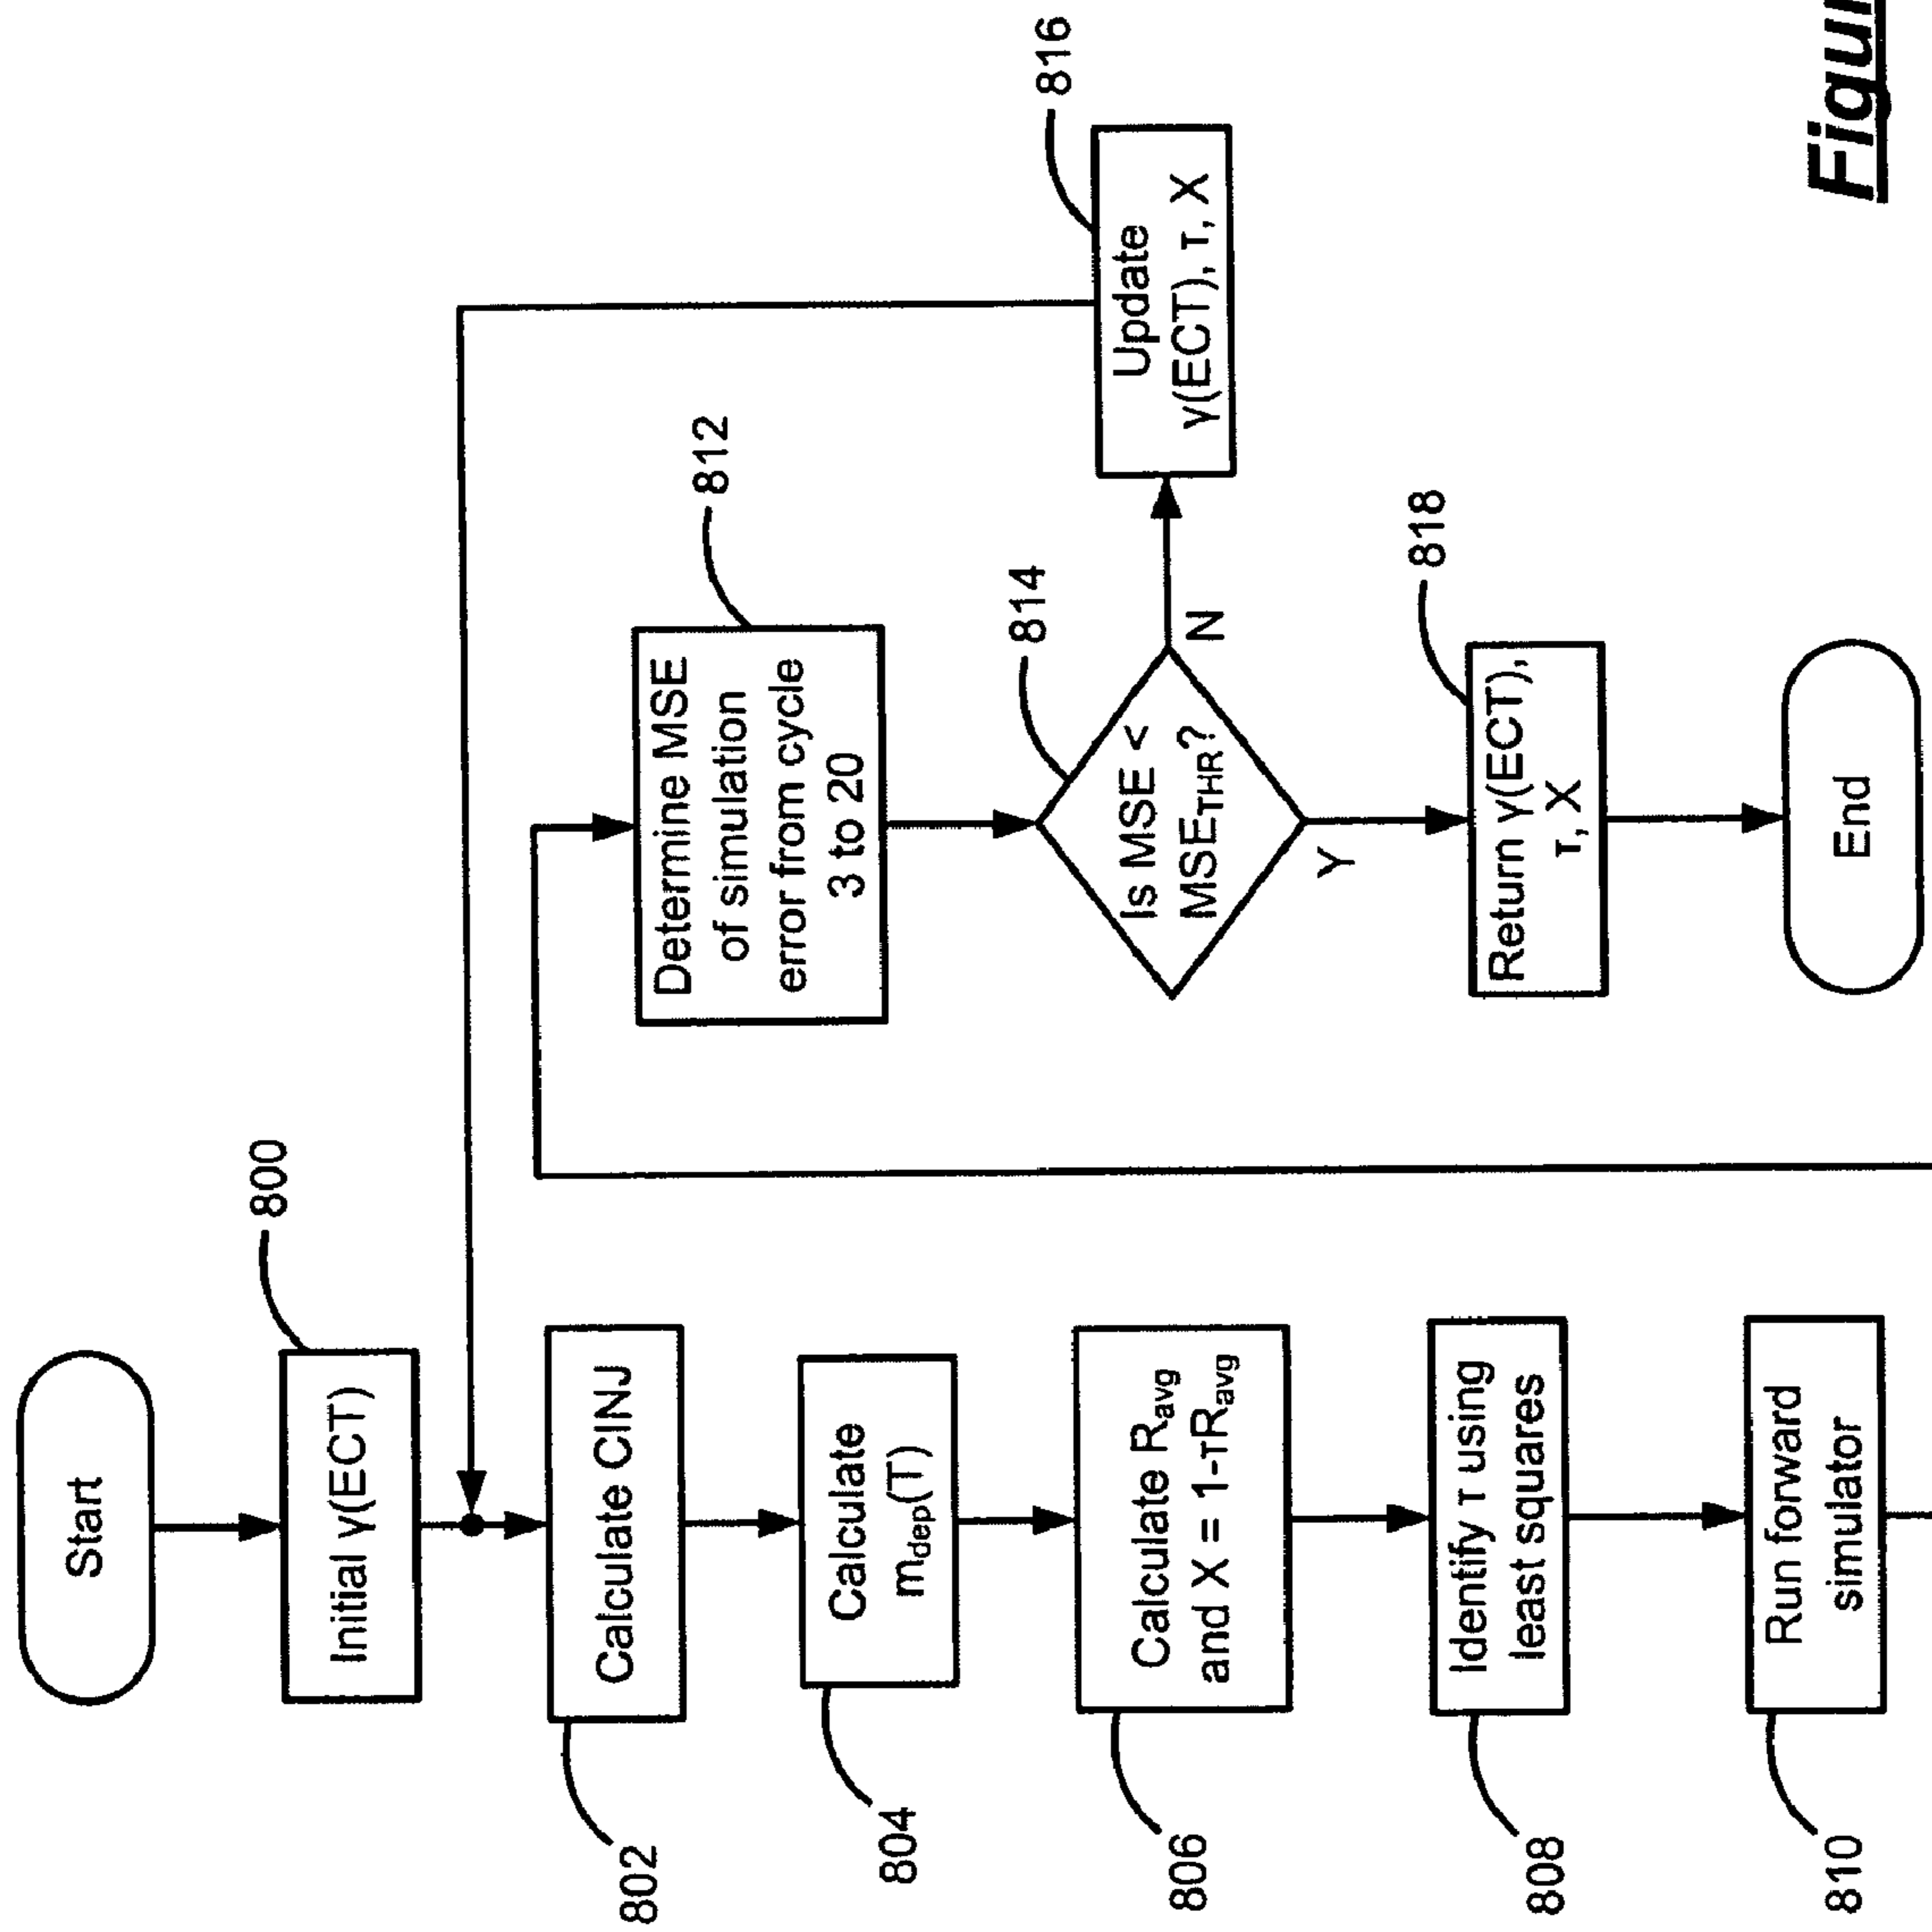 Start
800
Initial γ(ECT)
802
Calculate CINJ
804
Calculate
m_dep(T)
806
Calculate R_avg
and X = 1-τR_avg
808
Identify τ using
least squares
810
Run forward
simulator
812
Determine MSE
of simulation
error from cycle
3 to 20
814
Is MSE <
MSE_THR?
N
Y
816
Update
γ(ECT), τ, X
818
Return γ(ECT),
τ, X
End